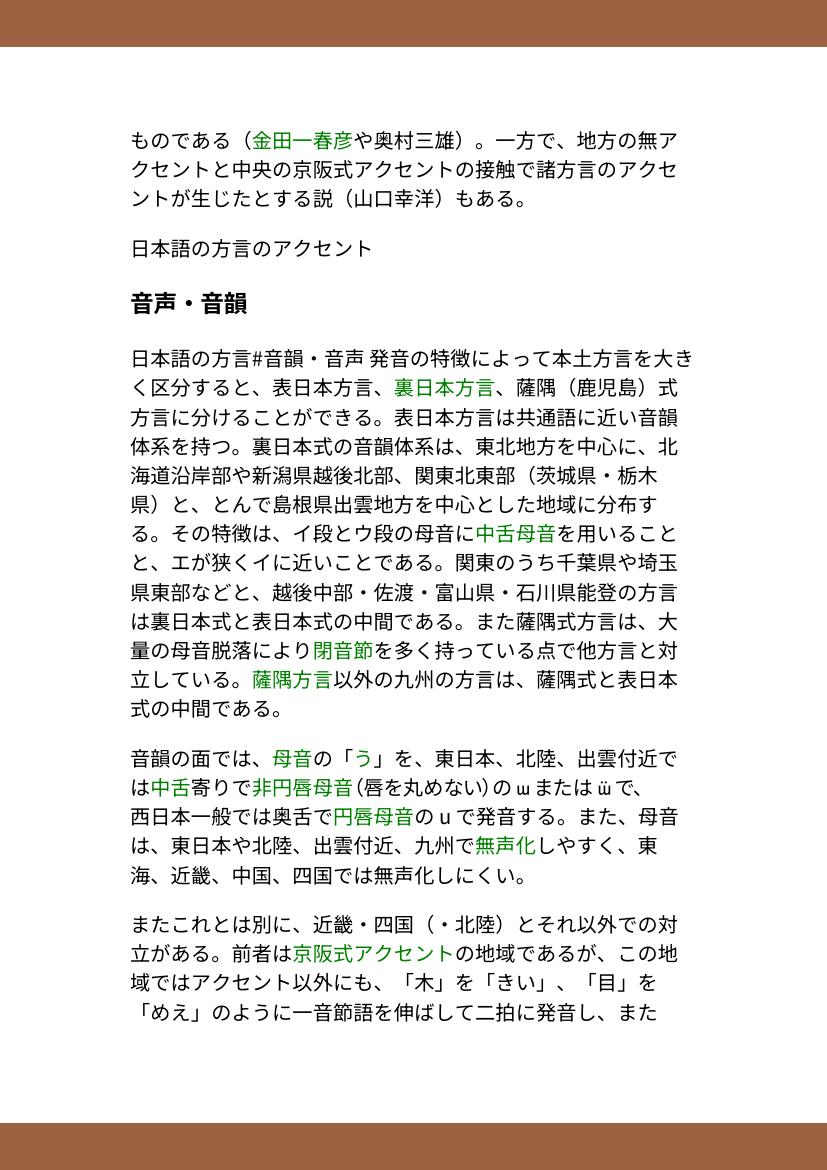 ものである（金田一春彦や奥村三雄）。一方で、地方の無ア
クセントと中央の京阪式アクセントの接触で諸方言のアクセ
ントが生じたとする説（山口幸洋）もある。
日本語の方言のアクセント
音声・音韻
日本語の方言#音韻・音声 発音の特徴によって本土方言を大き
く区分すると、表日本方言、裏日本方言、薩隅（鹿児島）式
方言に分けることができる。表日本方言は共通語に近い音韻
体系を持つ。裏日本式の音韻体系は、東北地方を中心に、北
海道沿岸部や新潟県越後北部、関東北東部（茨城県・栃木
県）と、とんで島根県出雲地方を中心とした地域に分布す
る。その特徴は、イ段とウ段の母音に中舌母音を用いること
と、エが狭くイに近いことである。関東のうち千葉県や埼玉
県東部などと、越後中部・佐渡・富山県・石川県能登の方言
は裏日本式と表日本式の中間である。また薩隅式方言は、大
量の母音脱落により閉音節を多く持っている点で他方言と対
立している。薩隅方言以外の九州の方言は、薩隅式と表日本
式の中間である。
音韻の面では、母音の「う」を、東日本、北陸、出雲付近で
は中舌寄りで非円唇母音(唇を丸めない)の ɯ または ɯ̈ で、
西日本一般では奥舌で円唇母音の u で発音する。また、母音
は、東日本や北陸、出雲付近、九州で無声化しやすく、東
海、近畿、中国、四国では無声化しにくい。
またこれとは別に、近畿・四国（・北陸）とそれ以外での対
立がある。前者は京阪式アクセントの地域であるが、この地
域ではアクセント以外にも、「木」を「きい」、「目」を
「めえ」のように一音節語を伸ばして二拍に発音し、また